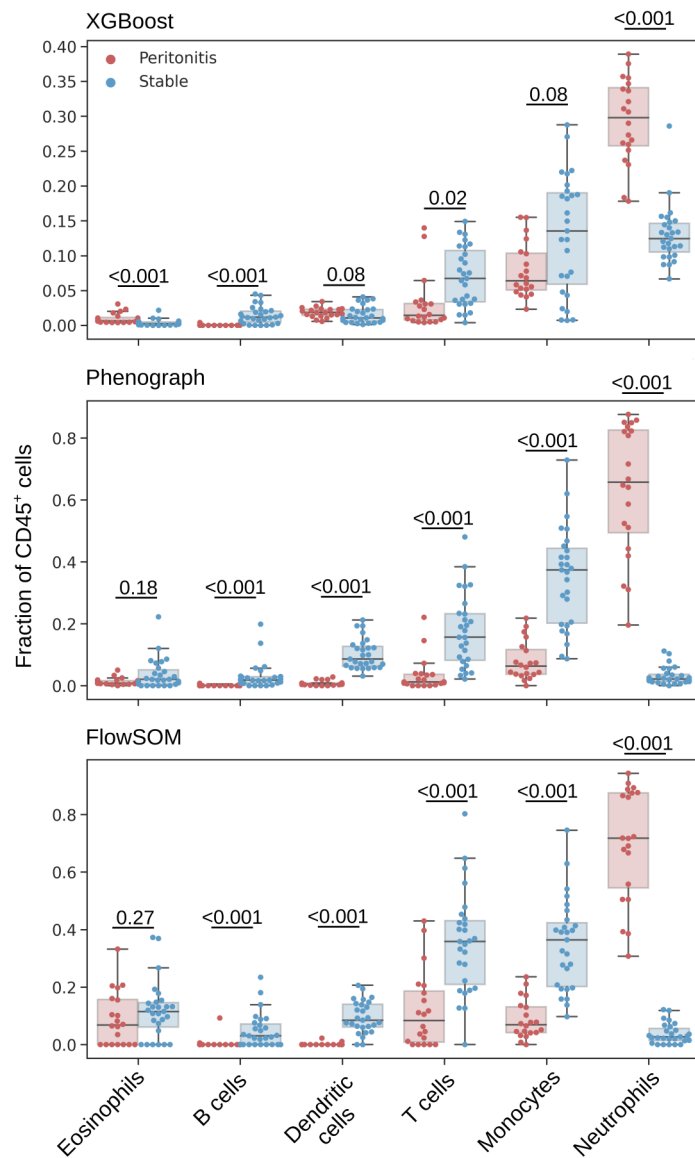 XGBoost
<0.001
0.40
Peritonitis
Stable
0.35
0.08
0.30
0.25
0.20
0.02
0.15
0.10
<0.001
<0.001
0.08
0.05
0.00
Phenograph
<0.001
<0.001
0.8
<0.001
0.6
0.4
0.18
<0.001
<0.001
0.2
0.0
Fraction of CD45+ cells
FlowSOM
<0.001
<0.001
<0.001
0.8
0.6
0.27
<0.001
<0.001
0.4
0.2
0.0
Eosinophils
B cells
Dendritic
cells
T cells
Monocytes
Neutrophils